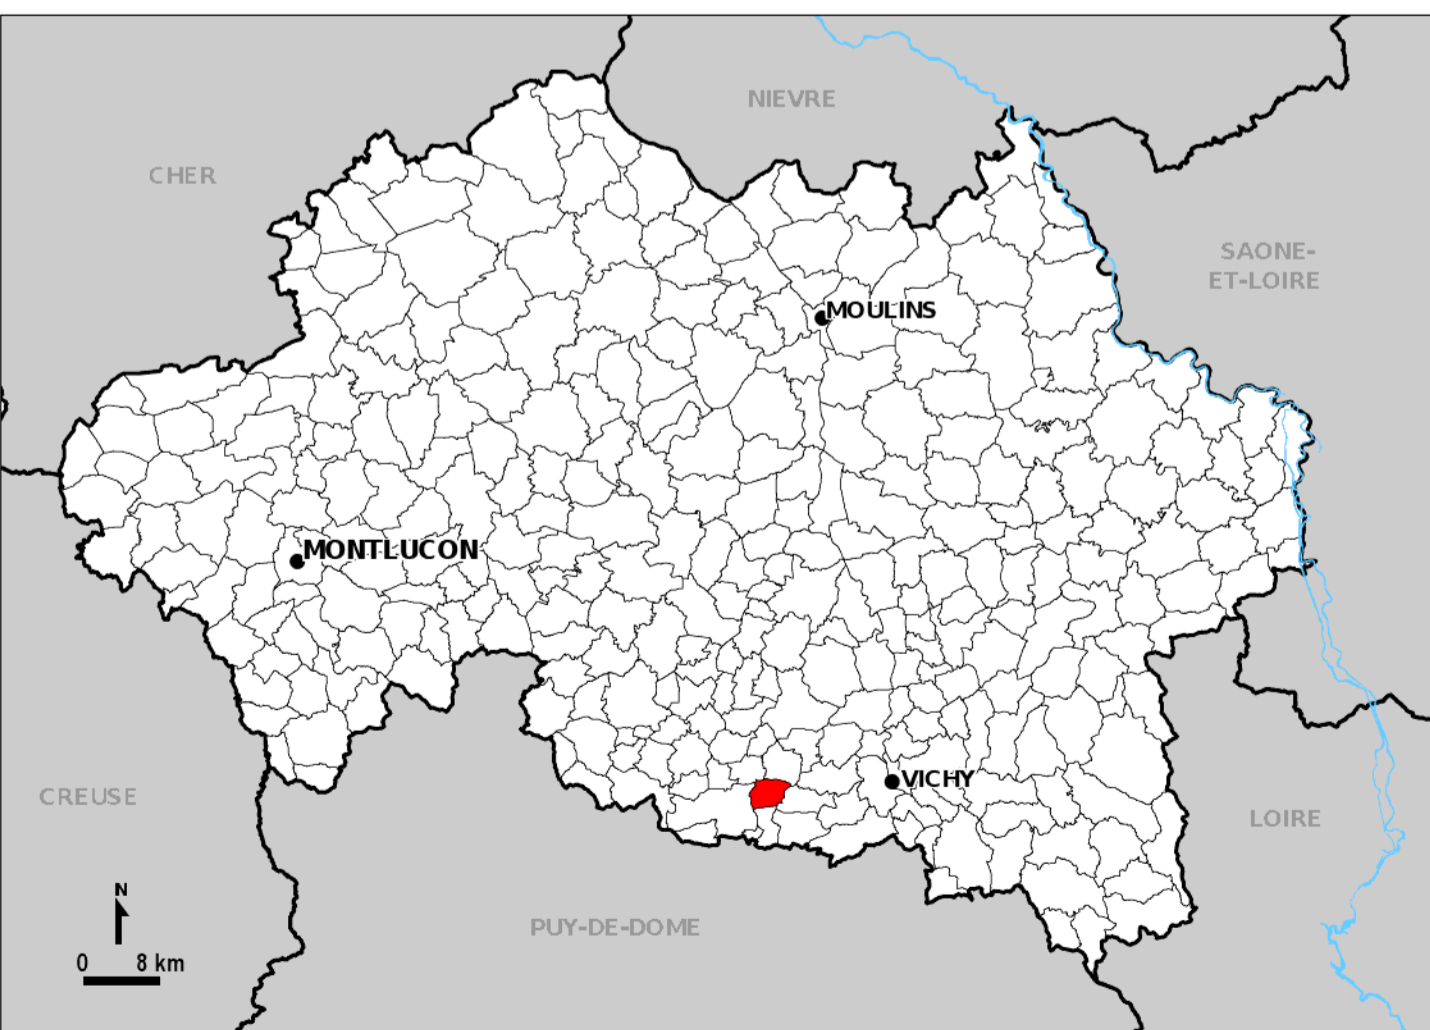 NIEVRE
CHER
SAONE-
ET-LOIRE
MOULINS
MONTLUCON
VICHY
CREUSE
LOIRE
PUY-DE-DOME
N
0 8 km